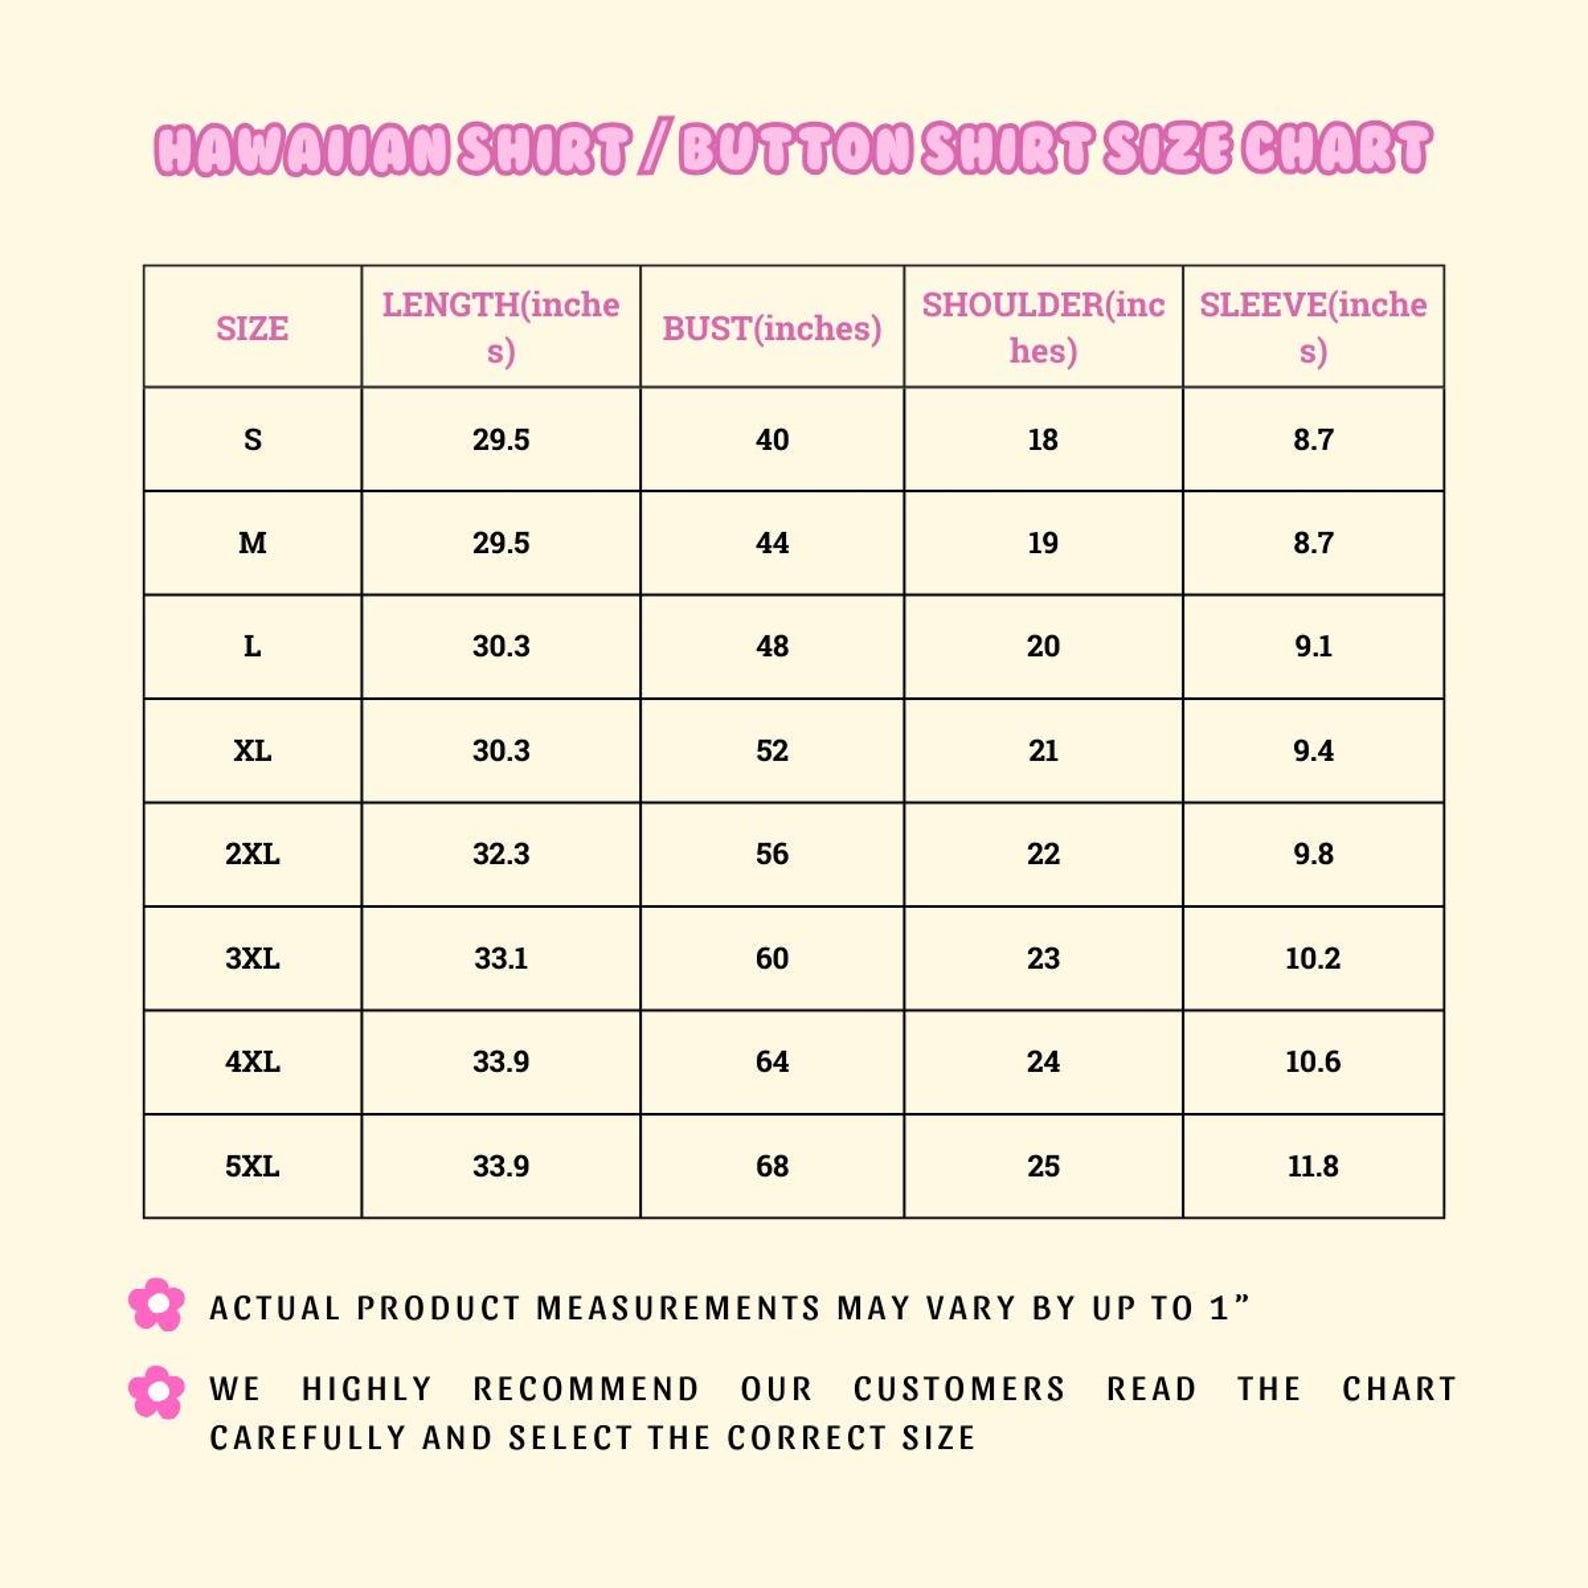 HAWAIIAN SHIRT / BUTTON SHIRT SIZE CHART
SIZE LENGTH(inches) BUST(inches) SHOULDER(inches) SLEEVE(inches)
S 29.5 40 18 8.7
M 29.5 44 19 8.7
L 30.3 48 20 9.1
XL 30.3 52 21 9.4
2XL 32.3 56 22 9.8
3XL 33.1 60 23 10.2
4XL 33.9 64 24 10.6
5XL 33.9 68 25 11.8
ACTUAL PRODUCT MEASUREMENTS MAY VARY BY UP TO 1”
WE HIGHLY RECOMMEND OUR CUSTOMERS READ THE CHART
CAREFULLY AND SELECT THE CORRECT SIZE